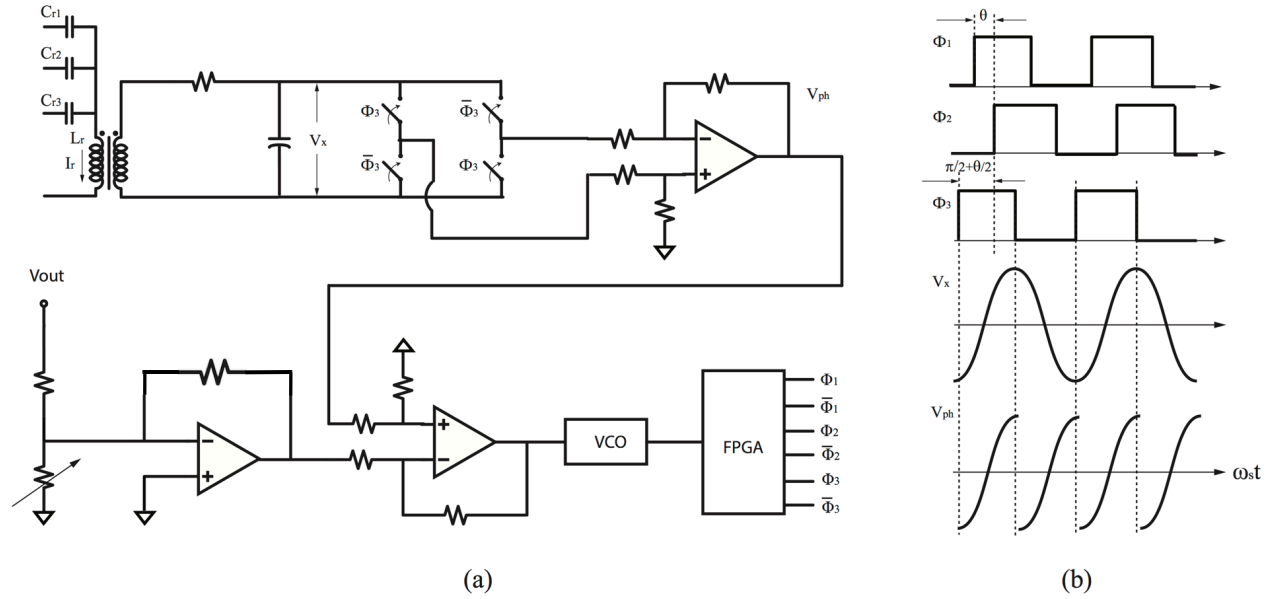 Cr1
Cr2
Cr3
Lr
Ir
Vx
Φ3
Φ̅3
Φ̅3
Φ3
Vph
Vout
VCO
FPGA
Φ1
Φ̅1
Φ2
Φ̅2
Φ3
Φ̅3
(a)
θ
Φ1
Φ2
π/2+θ/2
Φ3
Vx
Vph
ωst
(b)